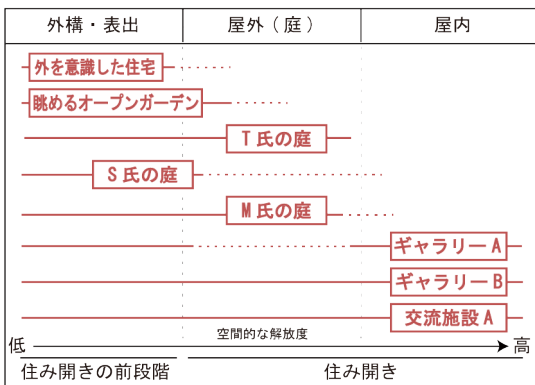 外構・表出 屋外(庭) 屋内
外を意識した住宅
眺めるオープンガーデン
T氏の庭
S氏の庭
M氏の庭
ギャラリーA
ギャラリーB
交流施設A
空間的な解放度
低 高
住み開きの前段階 住み開き